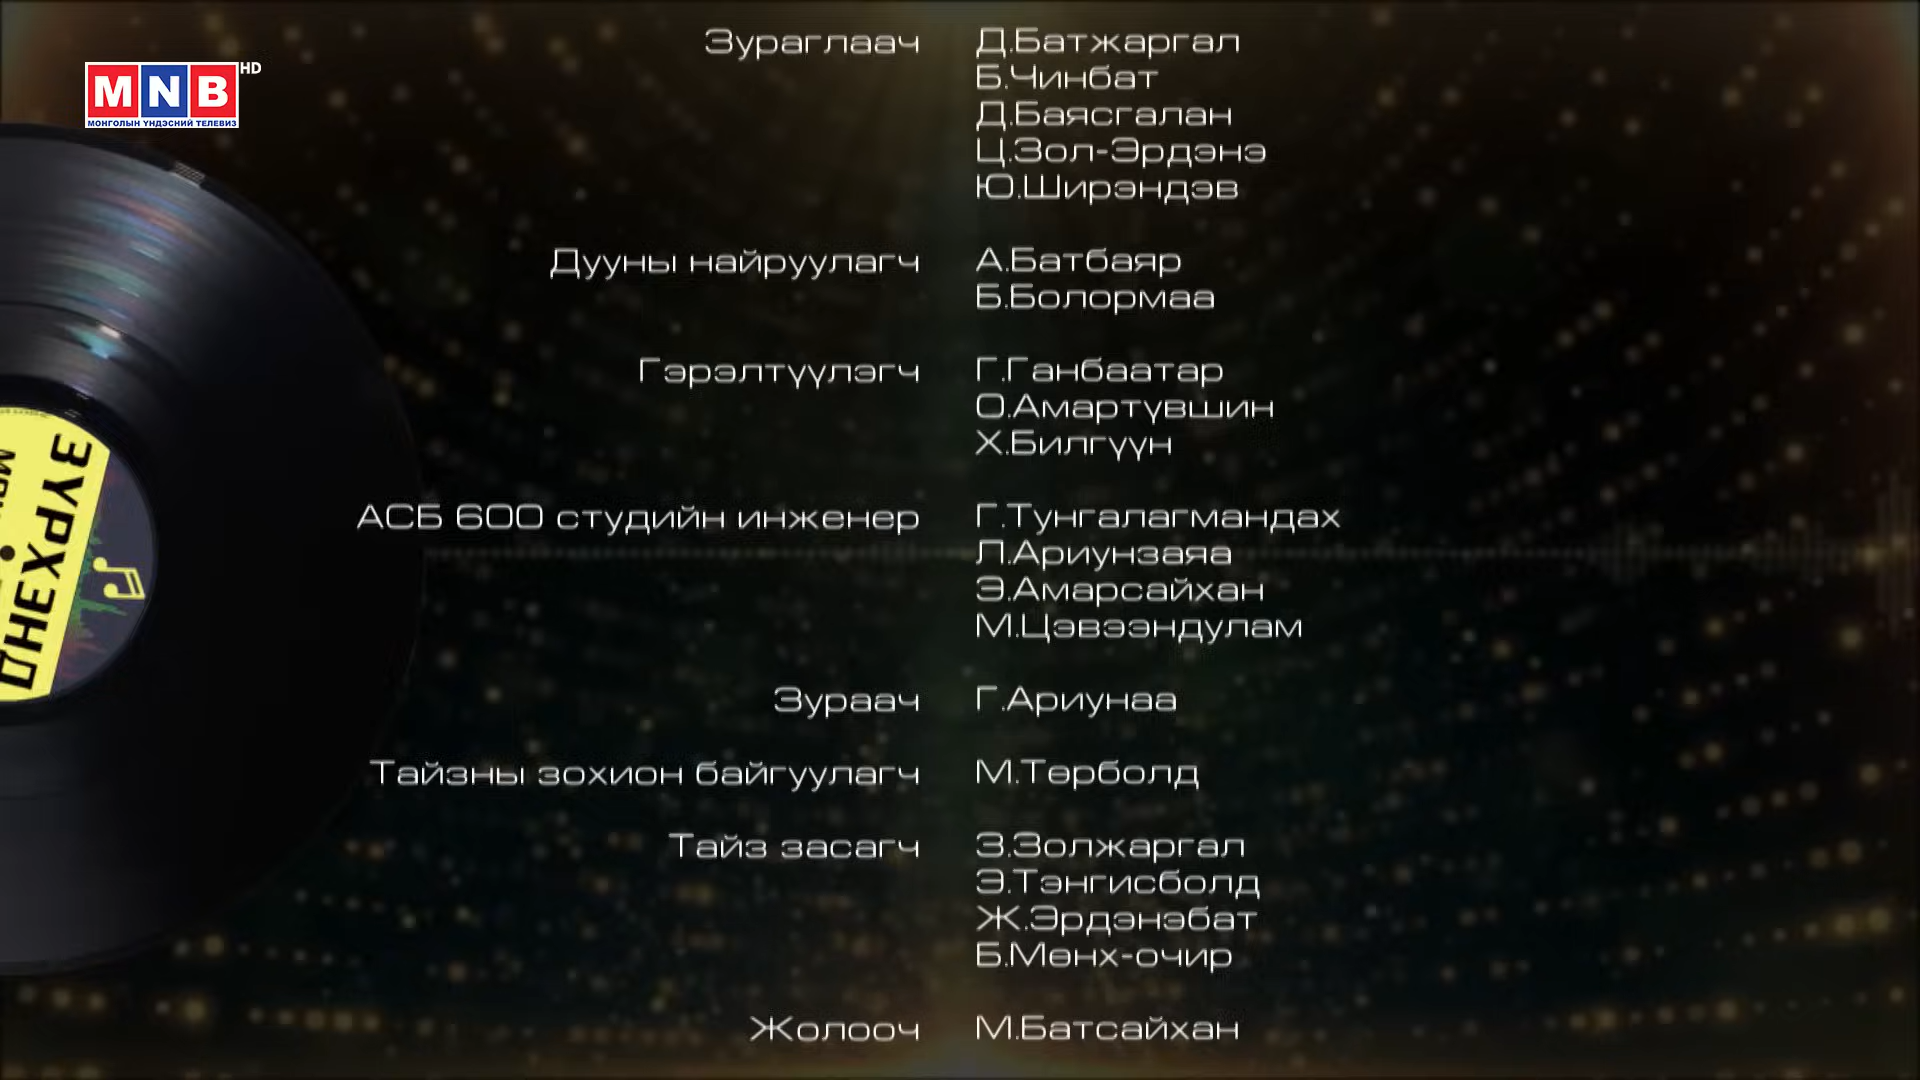 MNB HD
МОНГОЛЫН ҮНДЭСНИЙ ТЕЛЕВИЗ
Зураглаач Д.Батжаргал
Б.Чинбат
Д.Баясгалан
Ц.Зол-Эрдэнэ
Ю.Ширэндэв
Дууны найруулагч А.Батбаяр
Б.Болормаа
Гэрэлтүүлэгч Г.Ганбаатар
О.Амартүвшин
Х.Билгүүн
АСБ 600 студийн инженер Г.Тунгалагмандах
Л.Ариунзаяа
Э.Амарсайхан
М.Цэвээндулам
Зураач Г.Ариунаа
Тайзны зохион байгуулагч М.Төрболд
Тайз засагч З.Золжаргал
Э.Тэнгисболд
Ж.Эрдэнэбат
Б.Мөнх-очир
Жолооч М.Батсайхан
ЗҮРХЭНД